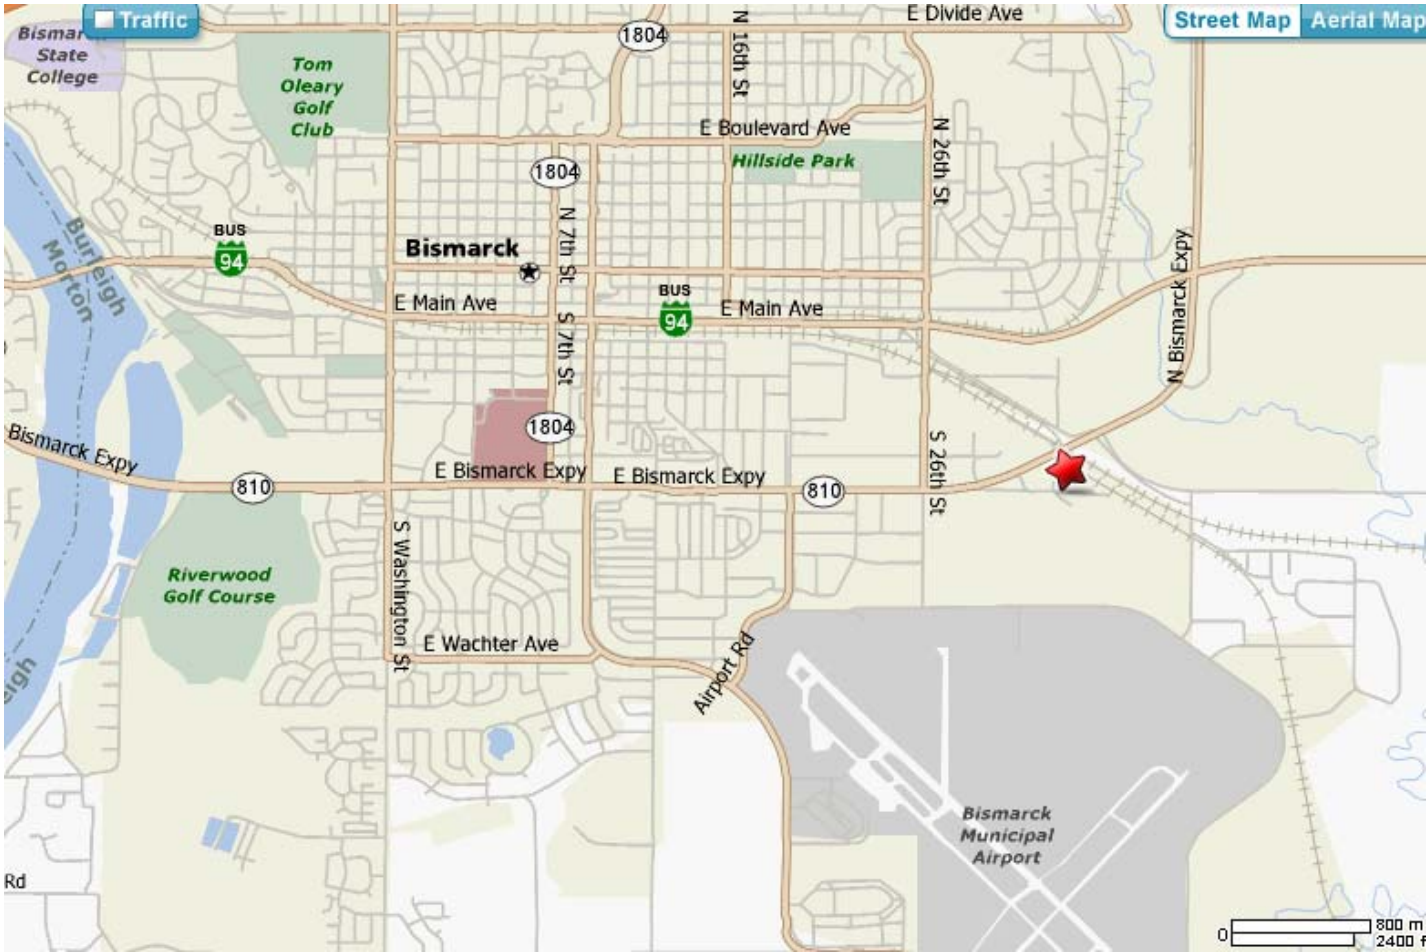 Traffic
Street Map
Aerial Map
Bismar
State
College
Tom
Oleary
Golf
Club
1804
N 16th St
E Divide Ave
E Boulevard Ave
Hillside Park
N 26th St
1804
N 7th St
Burleigh
Morton
BUS
94
Bismarck
E Main Ave
BUS
94
E Main Ave
N Bismarck Expy
S 7th St
1804
Bismarck Expy
E Bismarck Expy
E Bismarck Expy
810
810
S 26th St
S Washington St
Riverwood
Golf Course
E Wachter Ave
Airport Rd
eigh
Bismarck
Municipal
Airport
Rd
0
800 m
2400 f